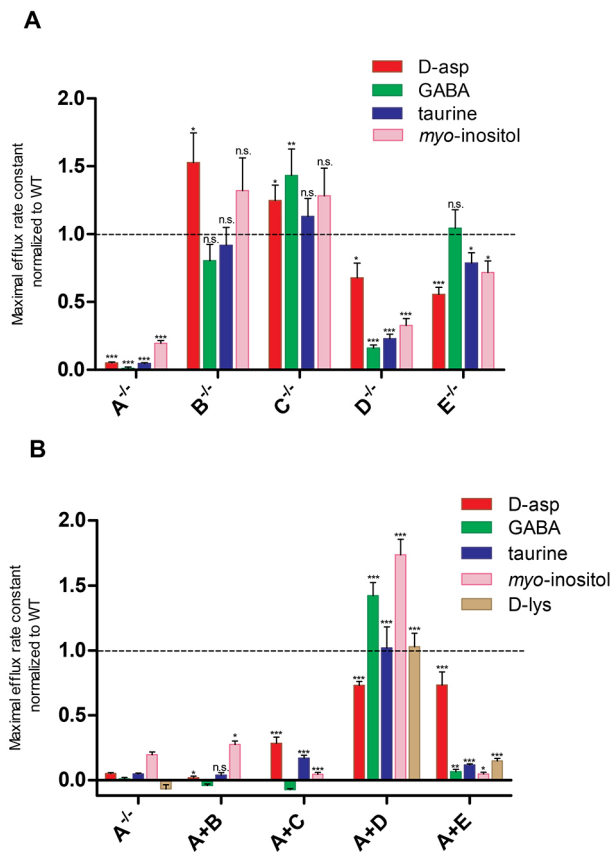 A
D-asp
GABA
taurine
myo-inositol
Maximal efflux rate constant
normalized to WT
2.0
1.5
1.0
0.5
0.0
*** *** *** ***
* n.s. n.s. n.s.
* ** n.s. n.s.
* *** *** ***
*** n.s. * *
A-/- B-/- C-/- D-/- E-/-
B
D-asp
GABA
taurine
myo-inositol
D-lys
Maximal efflux rate constant
normalized to WT
2.0
1.5
1.0
0.5
0.0
* n.s. *
*** *** ***
*** *** *** *** ***
*** ** *** * ***
A-/- A+B A+C A+D A+E